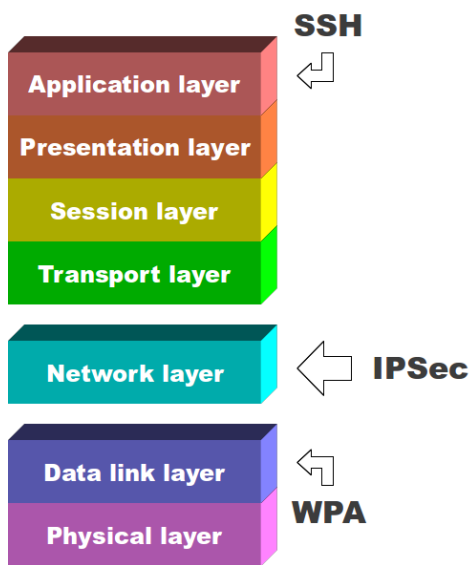 SSH
Application layer
Presentation layer
Session layer
Transport layer
Network layer
IPSec
Data link layer
WPA
Physical layer